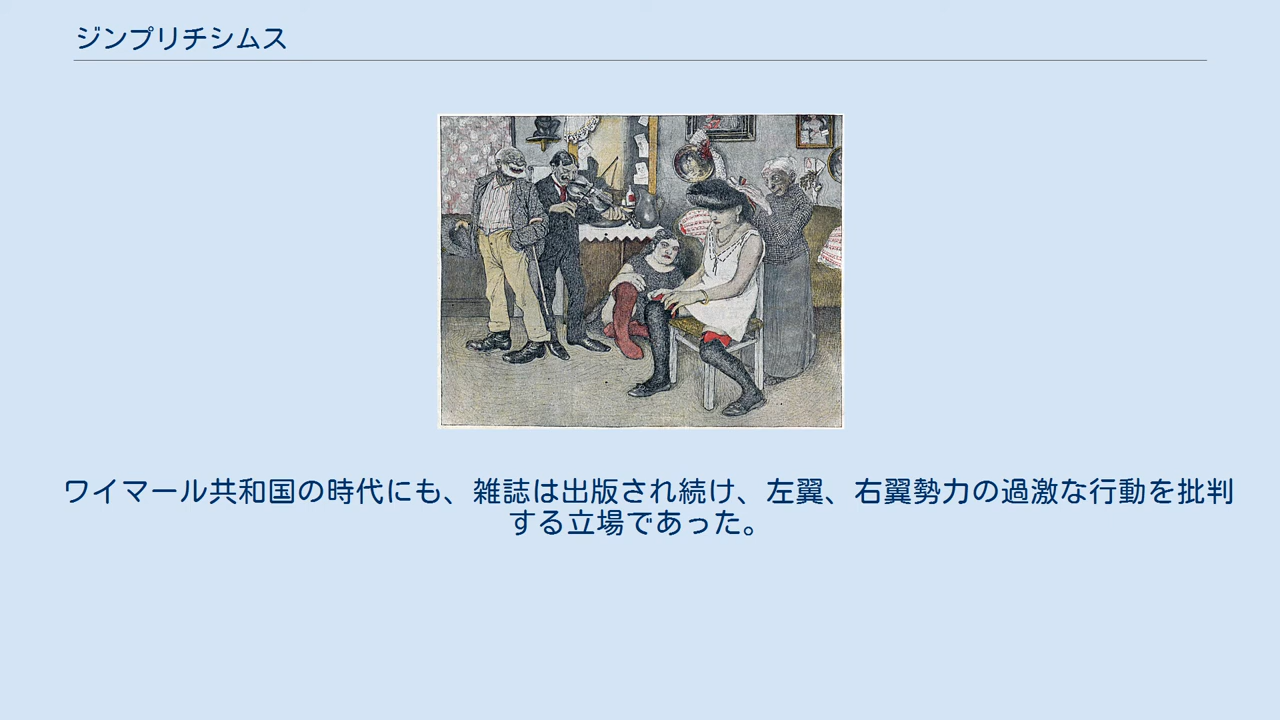 ジンプリチシムス
ワイマール共和国の時代にも、雑誌は出版され続け、左翼、右翼勢力の過激な行動を批判
する立場であった。